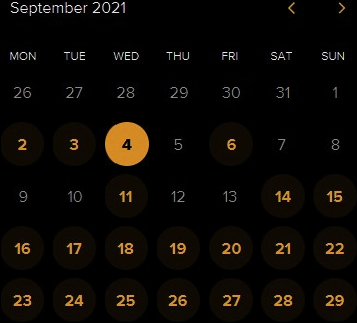 September 2021
MON TUE WED THU FRI SAT SUN
26 27 28 29 30 31 1
2 3 4 5 6 7 8
9 10 11 12 13 14 15
16 17 18 19 20 21 22
23 24 25 26 27 28 29